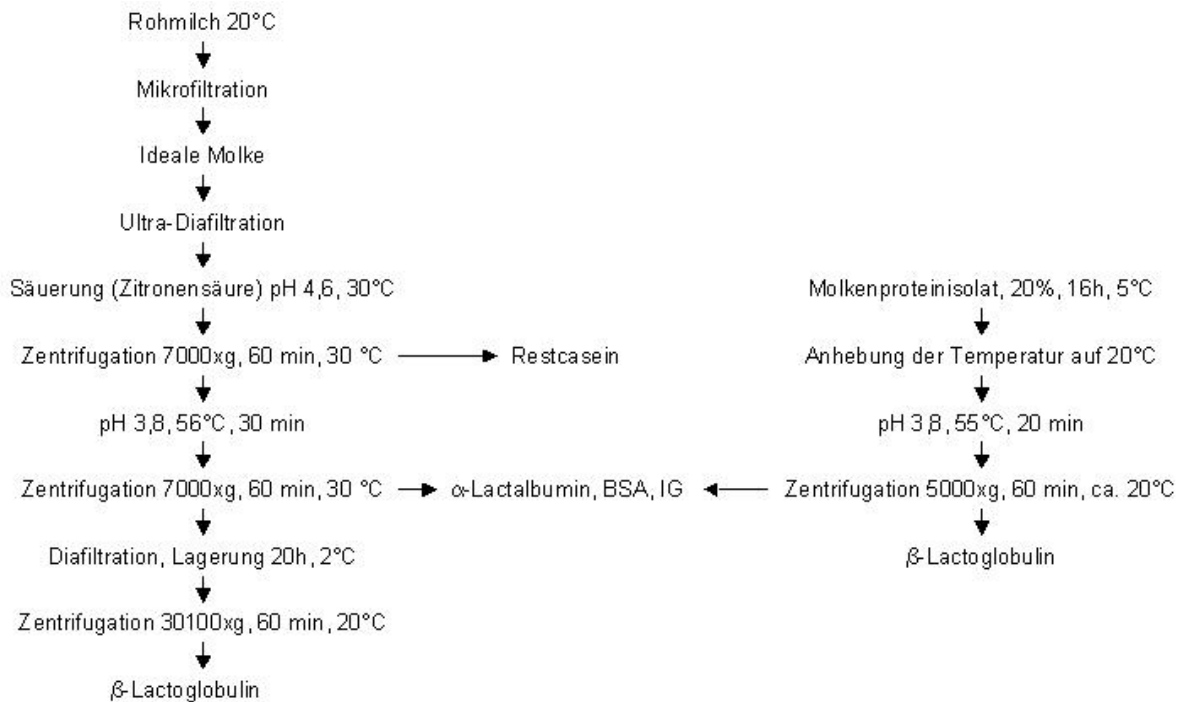 Rohmilch 20°C
Mikrofiltration
Ideale Molke
Ultra-Diafiltration
Säuerung (Zitronensäure) pH 4,6, 30°C
Zentrifugation 7000xg, 60 min, 30 °C
Restcasein
pH 3,8, 56°C, 30 min
Zentrifugation 7000xg, 60 min, 30 °C
α-Lactalbumin, BSA, IG
Diafiltration, Lagerung 20h, 2°C
Zentrifugation 30100xg, 60 min, 20°C
β-Lactoglobulin
Molkenproteinisolat, 20%, 16h, 5°C
Anhebung der Temperatur auf 20°C
pH 3,8, 55°C, 20 min
Zentrifugation 5000xg, 60 min, ca. 20°C
β-Lactoglobulin